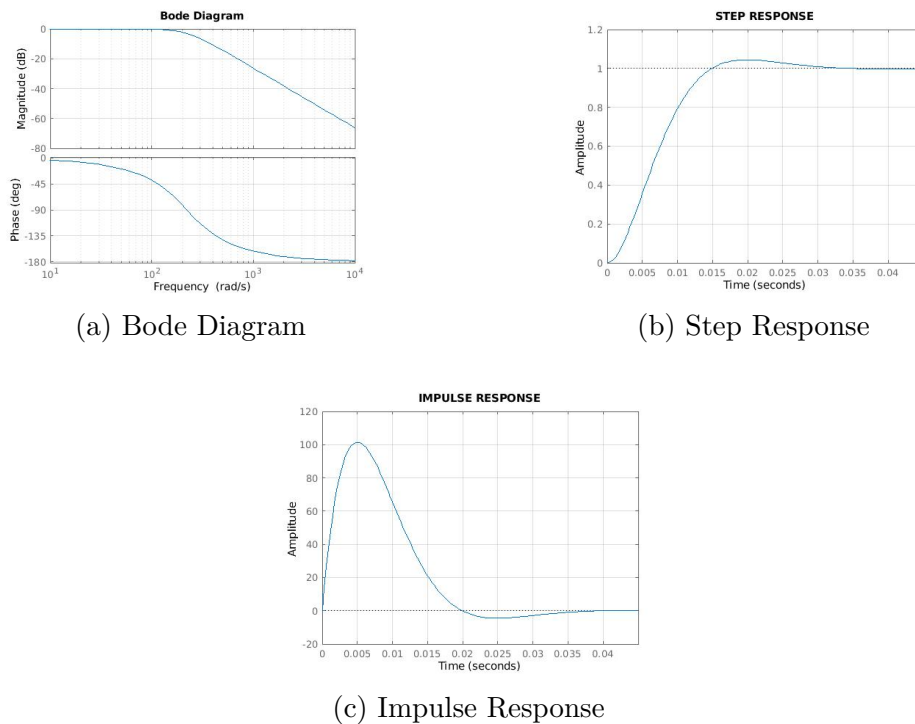 Bode Diagram
Magnitude (dB)
0
-20
-40
-60
-80
Phase (deg)
0
-45
-90
-135
-180
10^1 10^2 10^3 10^4
Frequency (rad/s)
(a) Bode Diagram
STEP RESPONSE
Amplitude
1.2
1
0.8
0.6
0.4
0.2
0
0 0.005 0.01 0.015 0.02 0.025 0.03 0.035 0.04
Time (seconds)
(b) Step Response
IMPULSE RESPONSE
Amplitude
120
100
80
60
40
20
0
-20
0 0.005 0.01 0.015 0.02 0.025 0.03 0.035 0.04
Time (seconds)
(c) Impulse Response